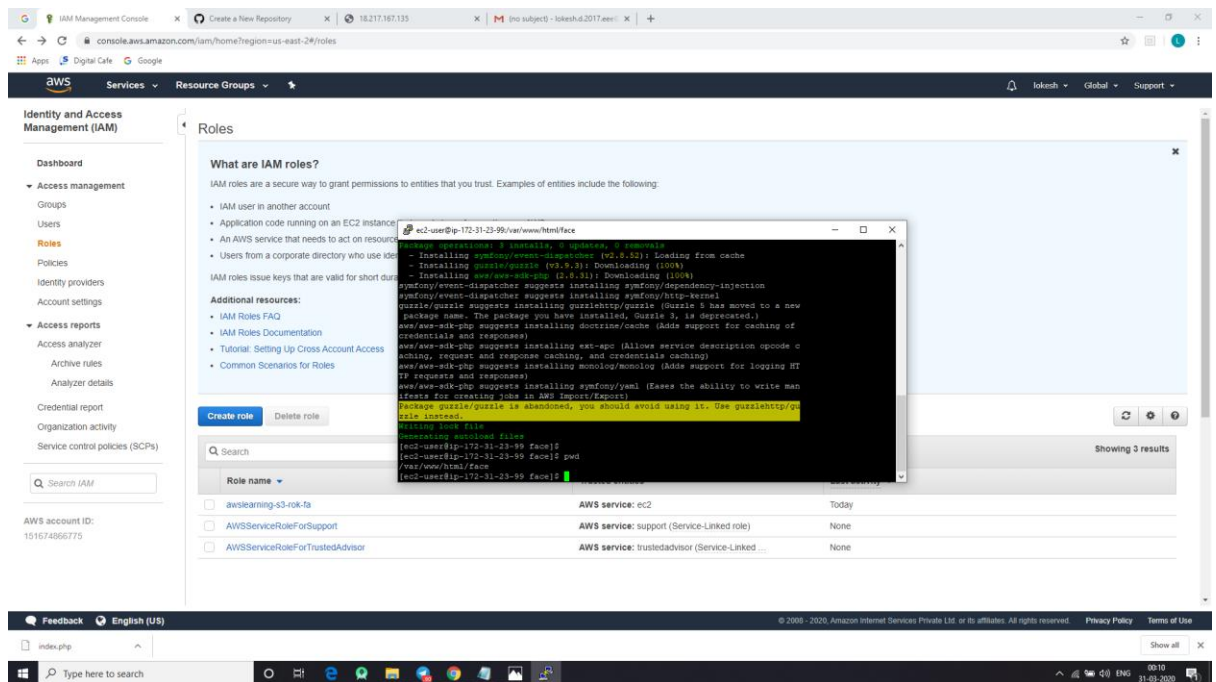 IAM Management Console
Create a New Repository
18.217.167.135
console.aws.amazon.com/iam/home?region=us-east-2#/roles
Apps
Digital Cafe
Google
aws
Services
Resource Groups
lokesh
Global
Support
Identity and Access Management (IAM)
Dashboard
Access management
Groups
Users
Roles
Policies
Identity providers
Account settings
Access reports
Access analyzer
Archive rules
Analyzer details
Credential report
Organization activity
Service control policies (SCPs)
Search IAM
AWS account ID:
151674866775
Roles
What are IAM roles?
IAM roles are a secure way to grant permissions to entities that you trust. Examples of entities include the following:
• IAM user in another account
• Application code running on an EC2 instance
• An AWS service that needs to act on resource
• Users from a corporate directory who use
IAM roles issue keys that are valid for short
Additional resources:
• IAM Roles FAQ
• IAM Roles Documentation
• Tutorial: Setting Up Cross Account Access
• Common Scenarios for Roles
ec2-user@ip-172-31-23-99:/var/www/html/face
Package operations: 3 installs, 0 updates, 0 removals
- Installing symfony/event-dispatcher (v2.8.52): Loading from cache
- Installing guzzle/guzzle (v3.9.3): Downloading (100%)
- Installing aws/aws-sdk-php (2.8.31): Downloading (100%)
symfony/event-dispatcher suggests installing symfony/dependency-injection
symfony/event-dispatcher suggests installing symfony/http-kernel
guzzle/guzzle suggests installing guzzlehttp/guzzle (Guzzle 5 has moved to a new
package name. The package you have installed, Guzzle 3, is deprecated.)
aws/aws-sdk-php suggests installing doctrine/cache (Adds support for caching of
credentials and responses)
aws/aws-sdk-php suggests installing ext-apc (Allows service description opcode c
aching, request and response caching, and credentials caching)
aws/aws-sdk-php suggests installing monolog/monolog (Adds support for logging HT
TP requests and responses)
aws/aws-sdk-php suggests installing symfony/yaml (Eases the ability to write man
ifests for creating jobs in AWS Import/Export)
Package guzzle/guzzle is abandoned, you should avoid using it. Use guzzlehttp/gu
zzle instead.
Writing lock file
Generating autoload files
[ec2-user@ip-172-31-23-99 face]$
[ec2-user@ip-172-31-23-99 face]$ pwd
/var/www/html/face
[ec2-user@ip-172-31-23-99 face]$
Create role
Delete role
Search
Showing 3 results
Role name
awslearning-s3-rok-fa
AWS service: ec2
Today
AWSServiceRoleForSupport
AWS service: support (Service-Linked role)
None
AWSServiceRoleForTrustedAdvisor
AWS service: trustedadvisor (Service-Linked ...
None
Feedback
English (US)
© 2008 - 2020, Amazon Internet Services Private Ltd. or its affiliates. All rights reserved.
Privacy Policy
Terms of Use
index.php
Show all
Type here to search
ENG
00:10
31-03-2020